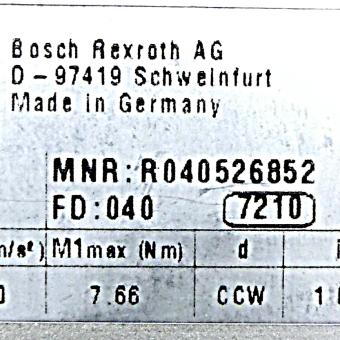 Bosch Rexroth AG
D-97419 Schweinfurt
Made in Germany
MNR:R040526852
FD:040 7210
M1max (Nm) d
7.66 CCW